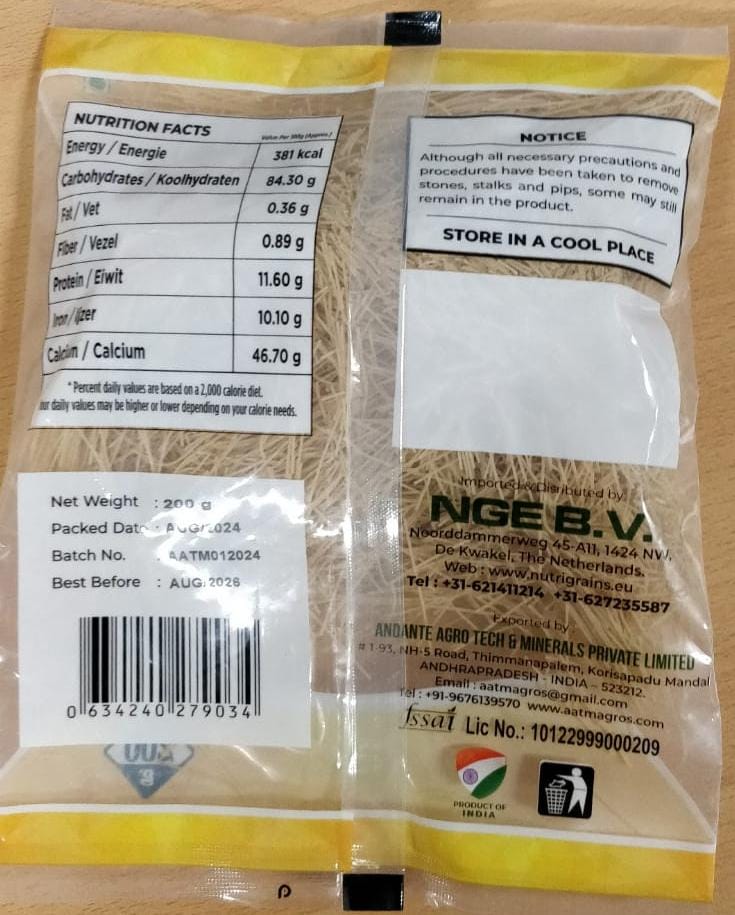 NUTRITION FACTS Value Per 100g (Approx.)
Energy / Energie 381 kcal
Carbohydrates / Koolhydraten 84.30 g
Fat / Vet 0.36 g
Fiber / Vezel 0.89 g
Protein / Eiwit 11.60 g
Iron / Ijzer 10.10 g
Calcium / Calcium 46.70 g
* Percent daily values are based on a 2,000 calorie diet.
ur daily values may be higher or lower depending on your calorie needs.
Net Weight : 200 g
Packed Date : AUG/2024
Batch No. : AATM012024
Best Before : AUG/2026
0 634240 279034
NOTICE
Although all necessary precautions and
procedures have been taken to remove
stones, stalks and pips, some may still
remain in the product.
STORE IN A COOL PLACE
Imported & Disributed by
NGE B.V.
Noorddammerweg 45-A11, 1424 NW,
De Kwakel, The Netherlands.
Web : www.nutrigrains.eu
Tel : +31-621411214 +31-627235587
Exported by :
ANDANTE AGRO TECH & MINERALS PRIVATE LIMITED
# 1-93, NH-5 Road, Thimmanapalem, Korisapadu Mandal
ANDHRAPRADESH - INDIA - 523212.
Email : aatmagros@gmail.com
Tel : +91-9676139570 www.aatmagros.com
fssai Lic No.: 10122999000209
PRODUCT OF
INDIA